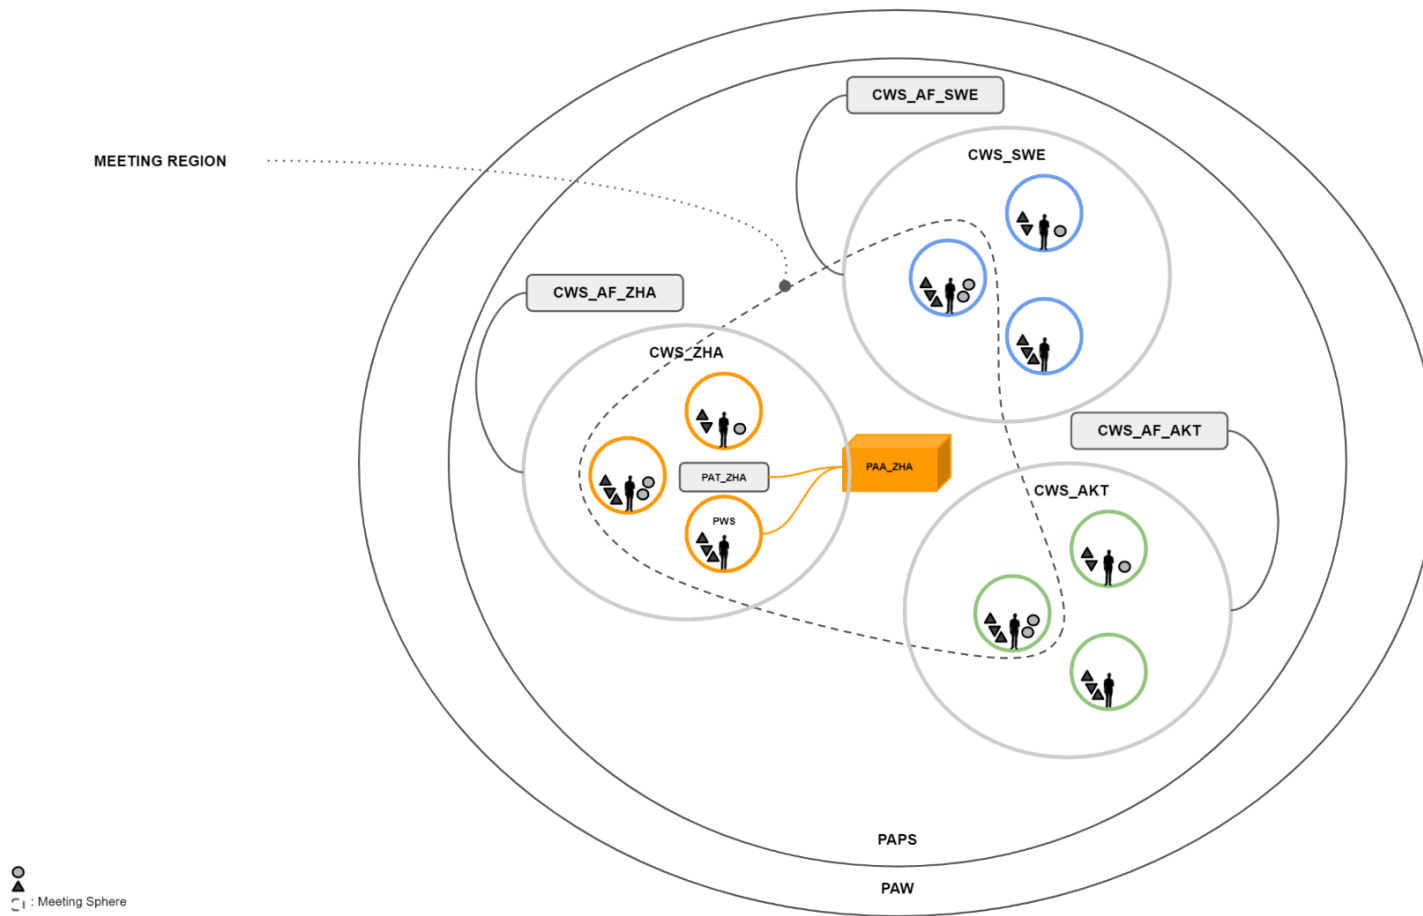 CWS_AF_SWE
MEETING REGION
CWS_SWE
CWS_AF_ZHA
CWS_ZHA
CWS_AF_AKT
PAA_ZHA
PAT_ZHA
CWS_AKT
PWS
PAPS
PAW
: Meeting Sphere